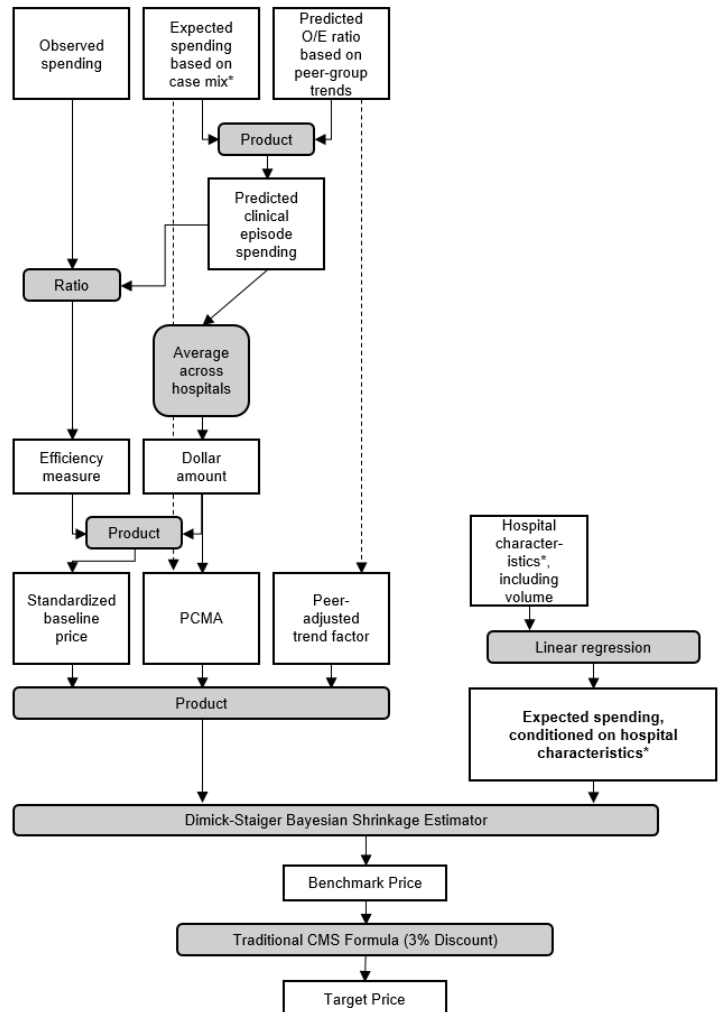 Observed
spending
Expected
spending
based on
case mix*
Predicted
O/E ratio
based on
peer-group
trends
Product
Predicted
clinical
episode
spending
Ratio
Average
across
hospitals
Efficiency
measure
Dollar
amount
Product
Hospital
character-
istics*,
including
volume
Standardized
baseline
price
PCMA
Peer-
adjusted
trend factor
Linear regression
Product
Expected spending,
conditioned on hospital
characteristics*
Dimick-Staiger Bayesian Shrinkage Estimator
Benchmark Price
Traditional CMS Formula (3% Discount)
Target Price